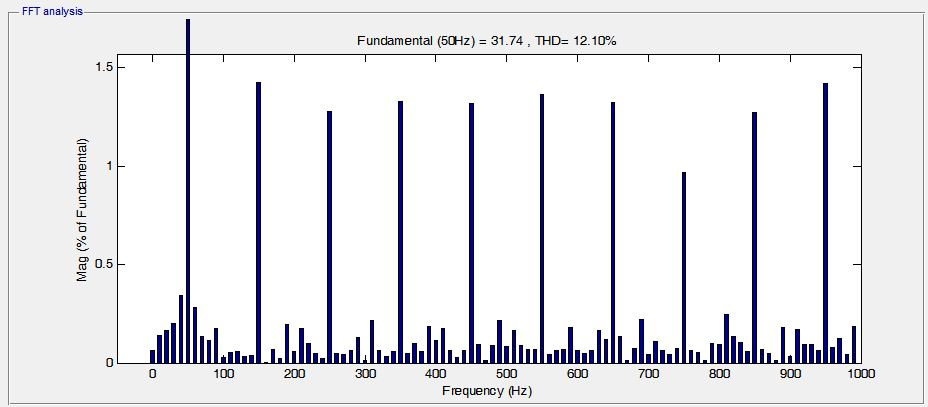 FFT analysis
Fundamental (50Hz) = 31.74 , THD= 12.10%
1.5
1
0.5
0
Mag (% of Fundamental)
0 100 200 300 400 500 600 700 800 900 1000
Frequency (Hz)